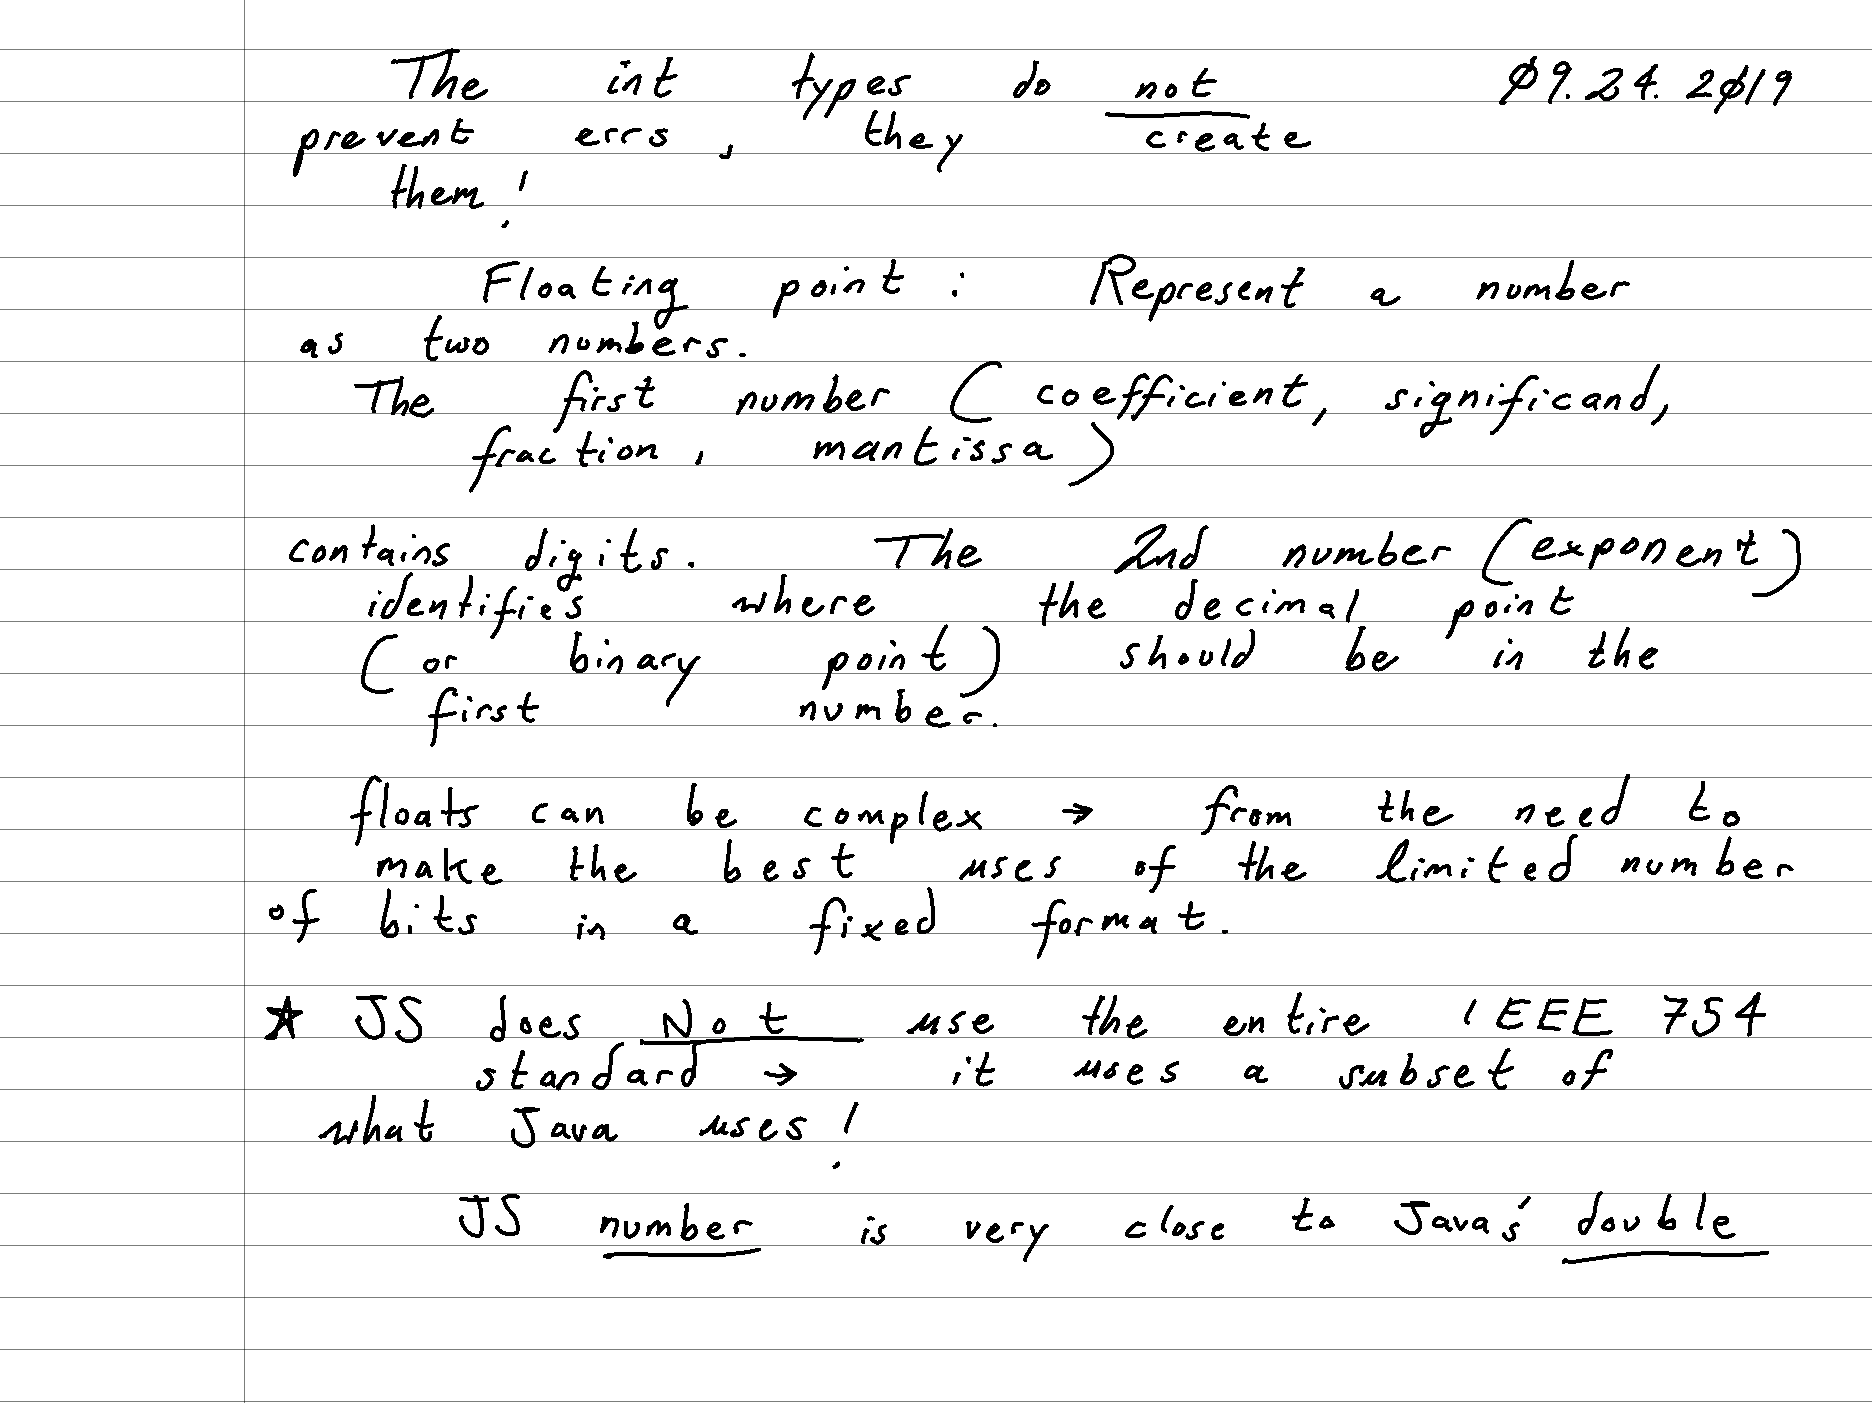 The int types do not Ø9.24.2Ø19
prevent errs, they create
them!
Floating point: Represent a number
as two numbers.
The first number (coefficient, significand,
fraction, mantissa)
contains digits. The 2nd number (exponent)
identifies where the decimal point
(or binary point) should be in the
first number.
floats can be complex → from the need to
make the best uses of the limited number
of bits in a fixed format.
★ JS does Not use the entire IEEE 754
standard → it uses a subset of
what Java uses!
JS number is very close to Java's double